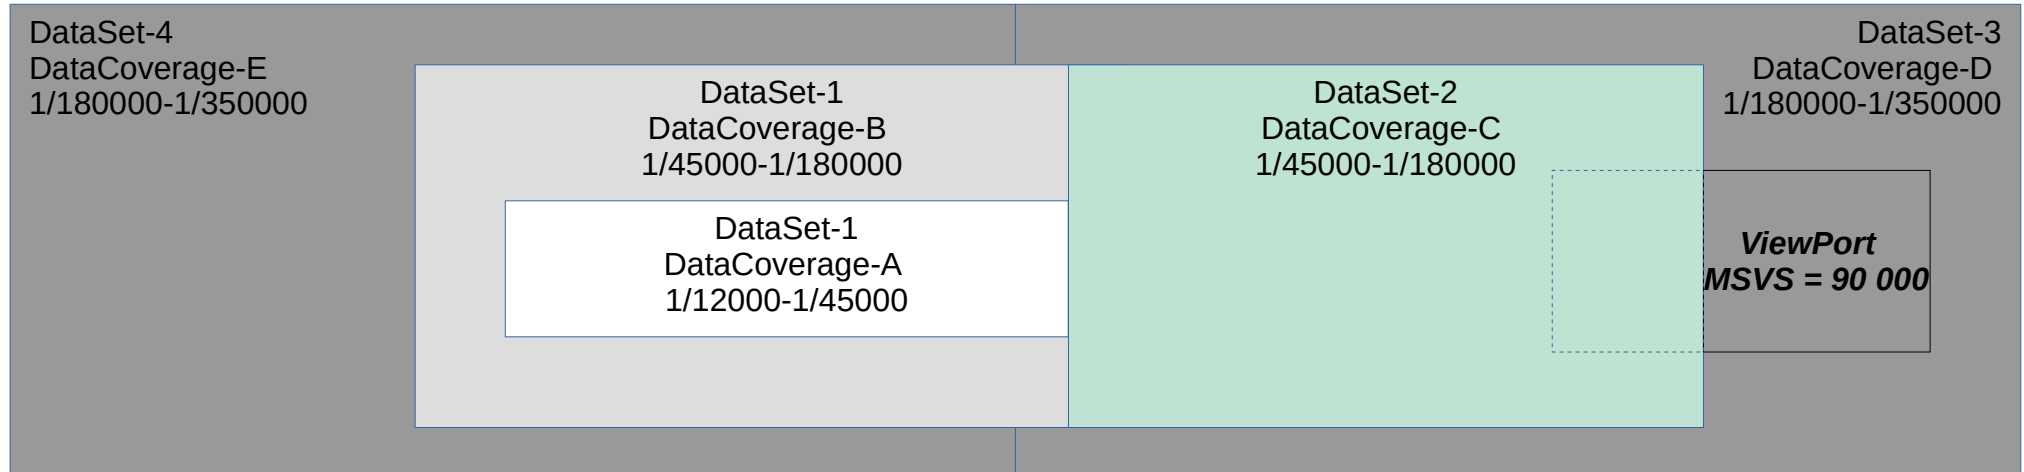 DataSet-4
DataCoverage-E
1/180000-1/350000
DataSet-1
DataCoverage-B
1/45000-1/180000
DataSet-1
DataCoverage-A
1/12000-1/45000
DataSet-2
DataCoverage-C
1/45000-1/180000
DataSet-3
DataCoverage-D
1/180000-1/350000
ViewPort
MSVS = 90 000